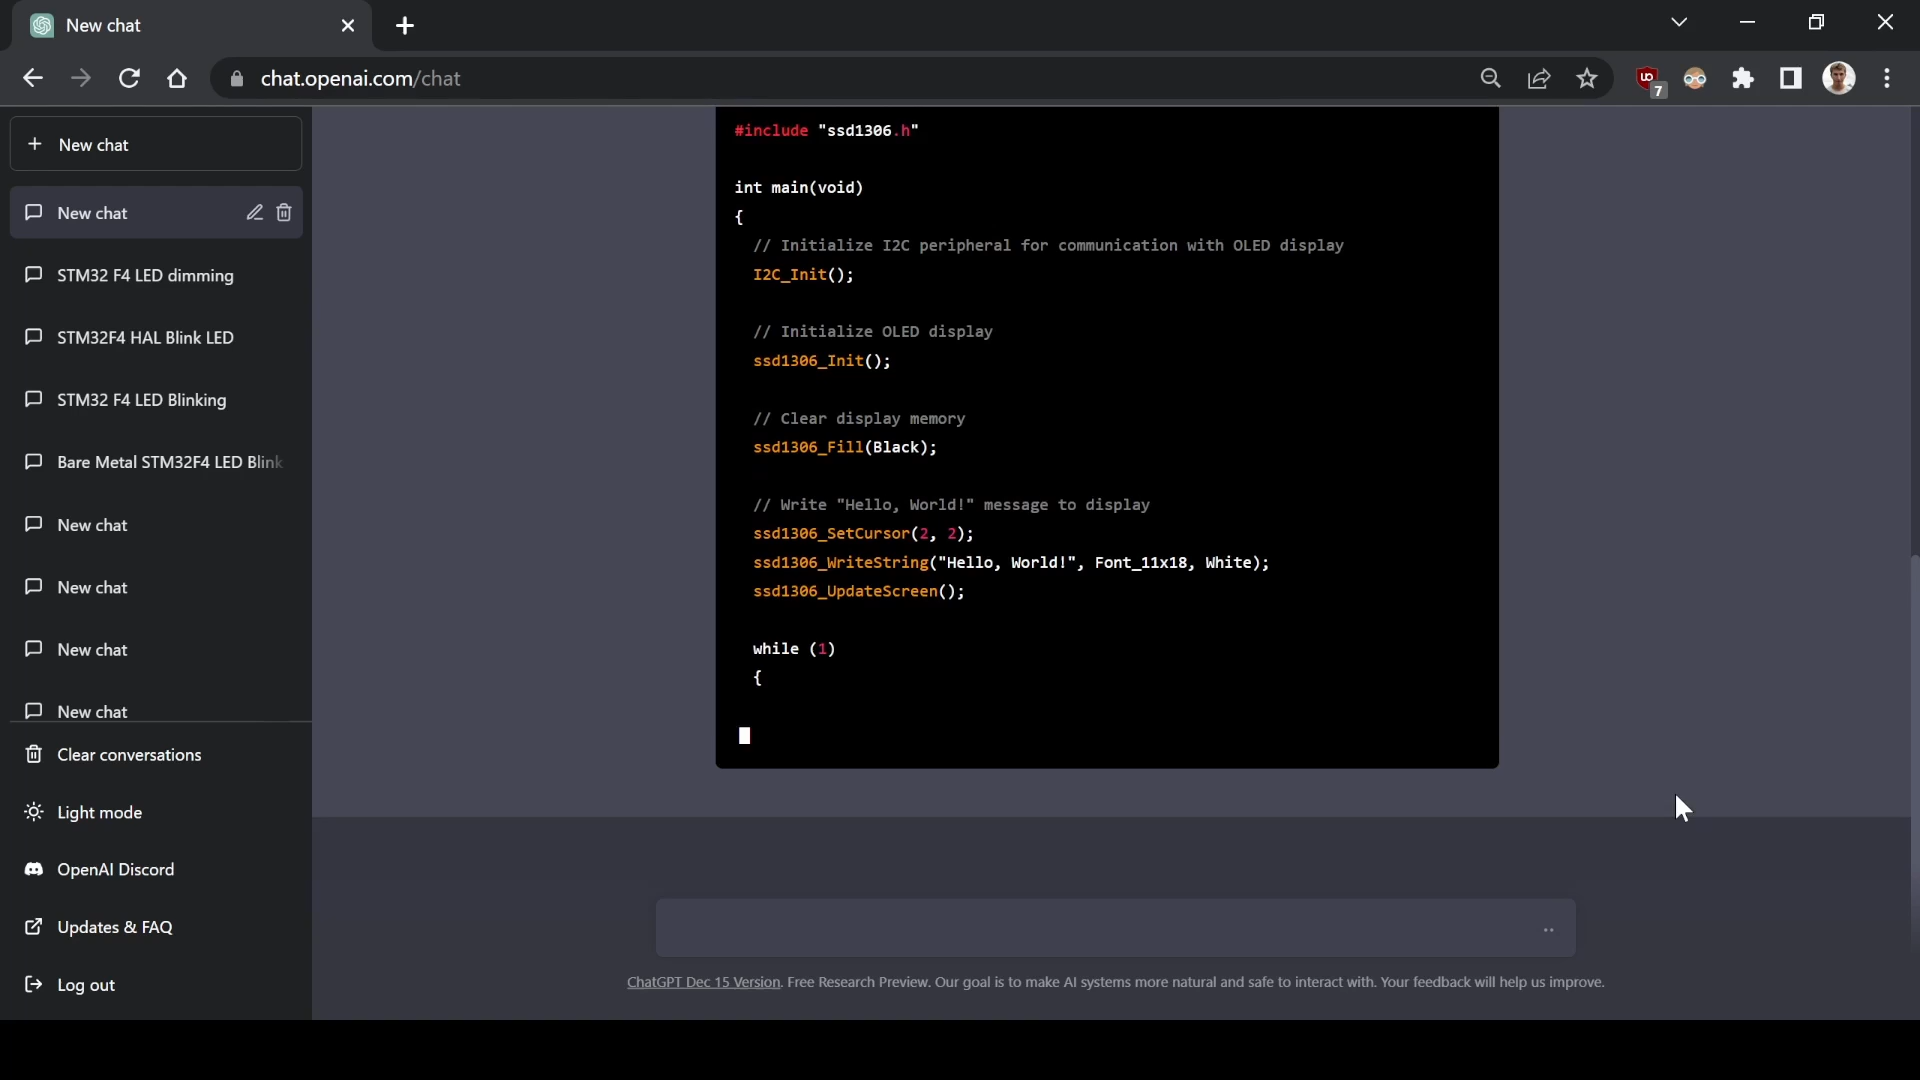 New chat
chat.openai.com/chat
7
New chat
New chat
STM32 F4 LED dimming
STM32F4 HAL Blink LED
STM32 F4 LED Blinking
Bare Metal STM32F4 LED Blink
New chat
New chat
New chat
New chat
Clear conversations
Light mode
OpenAI Discord
Updates & FAQ
Log out
#include "ssd1306.h"
int main(void)
{
// Initialize I2C peripheral for communication with OLED display
I2C_Init();
// Initialize OLED display
ssd1306_Init();
// Clear display memory
ssd1306_Fill(Black);
// Write "Hello, World!" message to display
ssd1306_SetCursor(2, 2);
ssd1306_WriteString("Hello, World!", Font_11x18, White);
ssd1306_UpdateScreen();
while (1)
{
ChatGPT Dec 15 Version. Free Research Preview. Our goal is to make AI systems more natural and safe to interact with. Your feedback will help us improve.